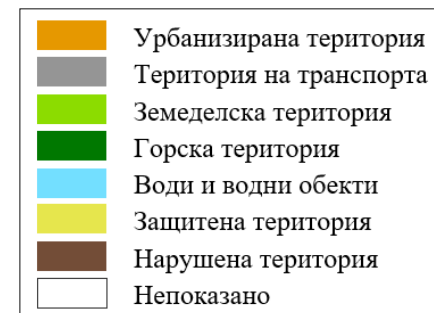 Урбанизирана територия
Територия на транспорта
Земеделска територия
Горска територия
Води и водни обекти
Защитена територия
Нарушена територия
Непоказано